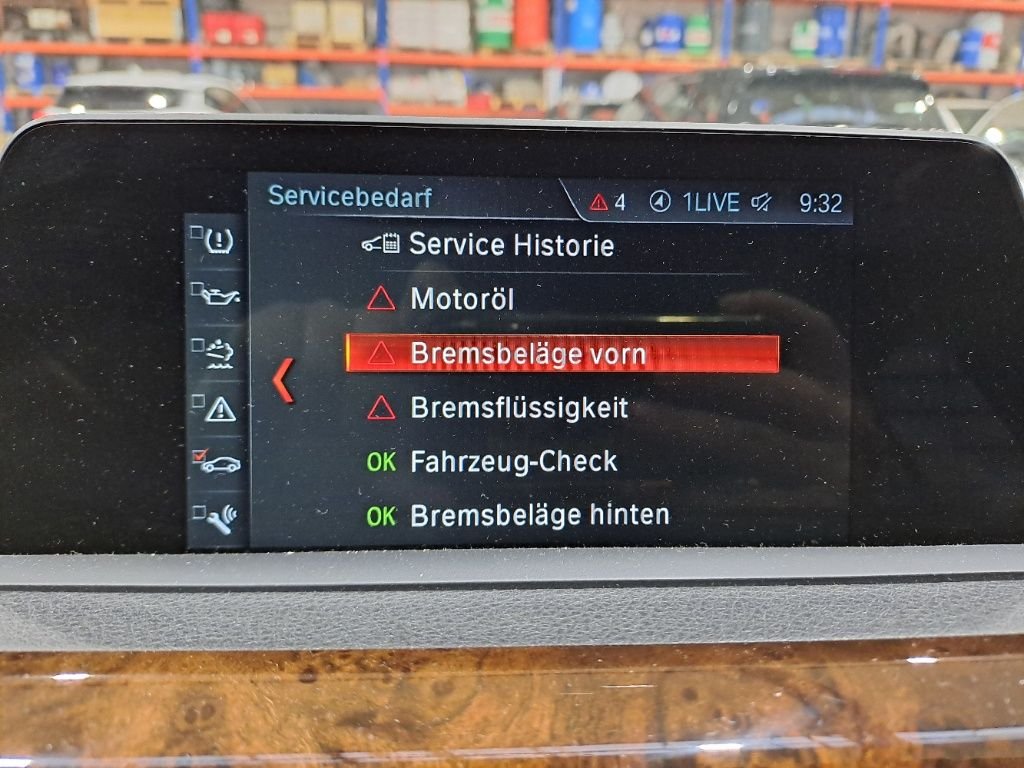 Servicebedarf
4 1LIVE 9:32
Service Historie
Motoröl
Bremsbeläge vorn
Bremsflüssigkeit
OK Fahrzeug-Check
OK Bremsbeläge hinten